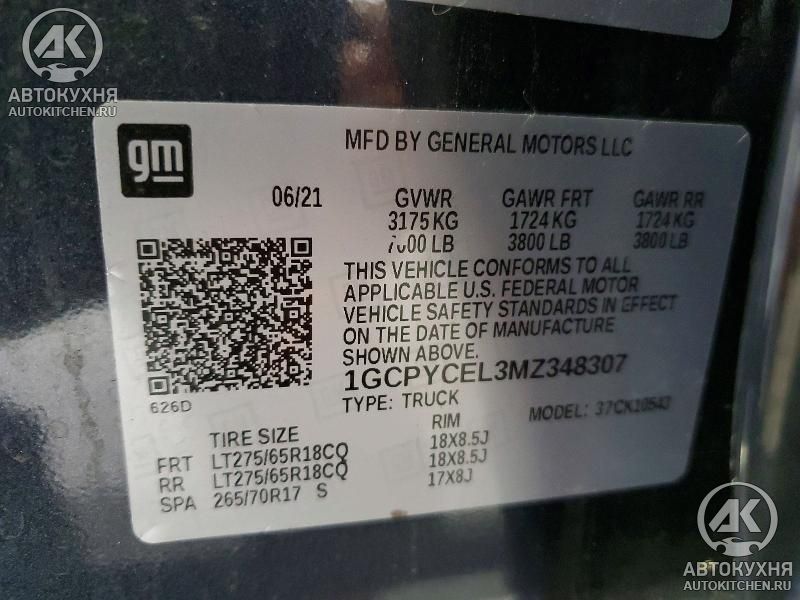 AK
АВТОКУХНЯ
AUTOKITCHEN.RU
gm
MFD BY GENERAL MOTORS LLC
06/21 GVWR GAWR FRT GAWR RR
3175 KG 1724 KG 1724 KG
7000 LB 3800 LB 3800 LB
THIS VEHICLE CONFORMS TO ALL
APPLICABLE U.S. FEDERAL MOTOR
VEHICLE SAFETY STANDARDS IN EFFECT
ON THE DATE OF MANUFACTURE
SHOWN ABOVE.
1GCPYCEL3MZ348307
626D
TYPE: TRUCK MODEL: 37CK10543
TIRE SIZE RIM
FRT LT275/65R18CQ 18X8.5J
RR LT275/65R18CQ 18X8.5J
SPA 265/70R17 S 17X8J
AK
АВТОКУХНЯ
AUTOKITCHEN.RU